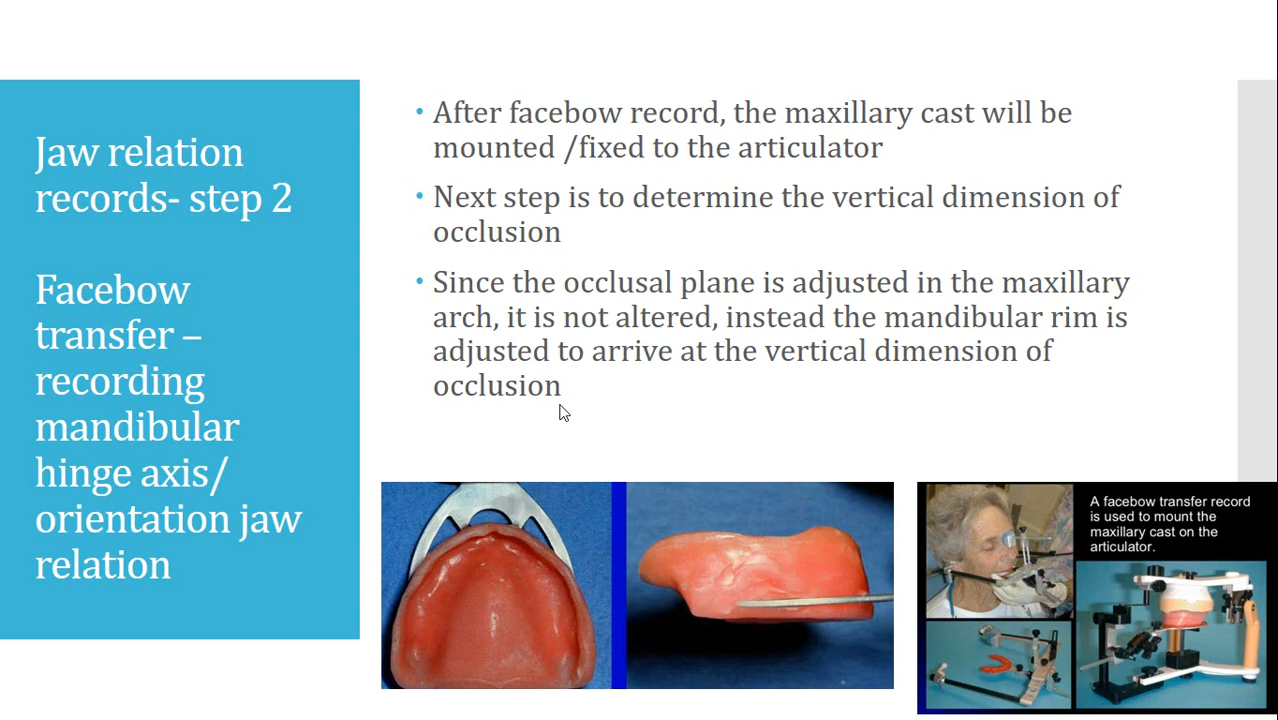 Jaw relation
records- step 2
Facebow
transfer –
recording
mandibular
hinge axis/
orientation jaw
relation
• After facebow record, the maxillary cast will be
mounted /fixed to the articulator
• Next step is to determine the vertical dimension of
occlusion
• Since the occlusal plane is adjusted in the maxillary
arch, it is not altered, instead the mandibular rim is
adjusted to arrive at the vertical dimension of
occlusion
A facebow transfer record
is used to mount the
maxillary cast on the
articulator.